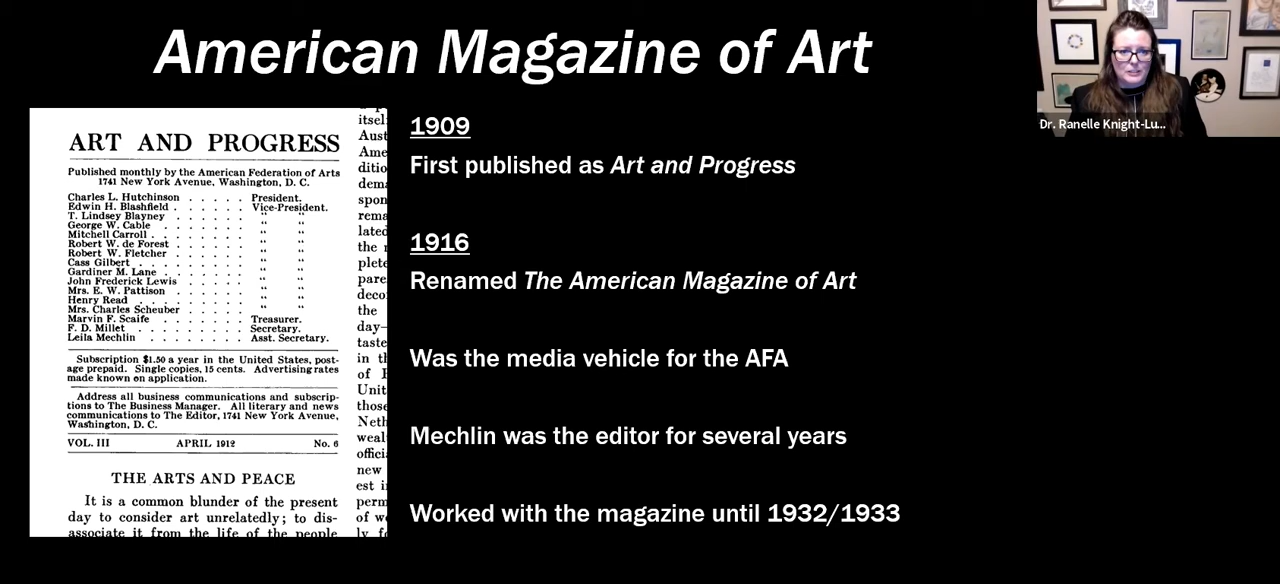 American Magazine of Art
Dr. Ranelle Knight-Lu...
ART AND PROGRESS
Published monthly by the American Federation of Arts
1741 New York Avenue, Washington, D. C.
Charles L. Hutchinson . . . . . President.
Edwin H. Blashfield . . . . . . Vice-President.
T. Lindsey Blayney . . . . . . “ “
George W. Cable . . . . . . “ “
Mitchell Carroll . . . . . . . “ “
Robert W. de Forest . . . . . . “ “
Robert W. Fletcher . . . . . . “ “
Cass Gilbert . . . . . . . . “ “
Gardiner M. Lane . . . . . . . “ “
John Frederick Lewis . . . . . “ “
Mrs. E. W. Pattison . . . . . . “ “
Henry Read . . . . . . . . “ “
Mrs. Charles Scheuber . . . . . “ “
Marvin F. Scaife . . . . . . Treasurer.
F. D. Millet . . . . . . . . Secretary.
Leila Mechlin . . . . . . . . Asst. Secretary.
Subscription $1.50 a year in the United States, post-
age prepaid. Single copies, 15 cents. Advertising rates
made known on application.
Address all business communications and subscrip-
tions to The Business Manager. All literary and news
communications to The Editor, 1741 New York Avenue,
Washington, D. C.
VOL. III APRIL 1912 No. 6
THE ARTS AND PEACE
It is a common blunder of the present
day to consider art unrelatedly; to dis-
associate it from the life of the people
1909
First published as Art and Progress
1916
Renamed The American Magazine of Art
Was the media vehicle for the AFA
Mechlin was the editor for several years
Worked with the magazine until 1932/1933